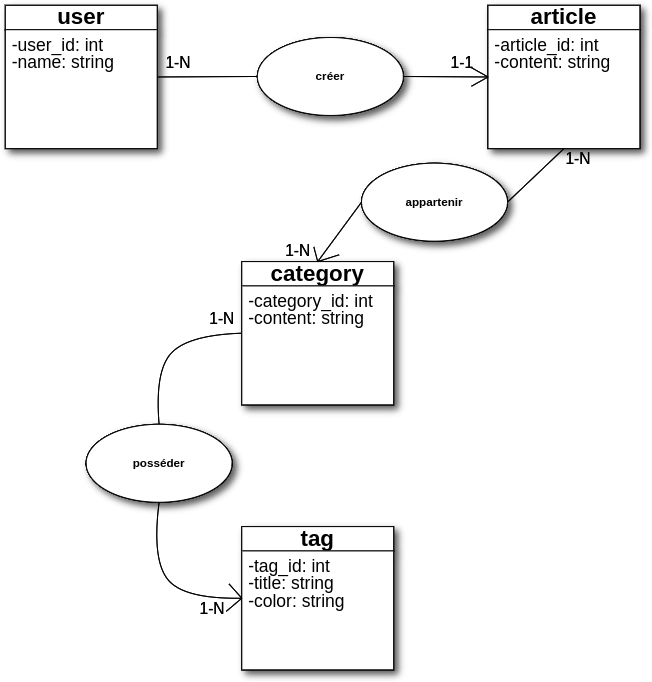 user
-user_id: int
-name: string
1-N
créer
1-1
article
-article_id: int
-content: string
1-N
appartenir
1-N
category
-category_id: int
-content: string
1-N
posséder
1-N
tag
-tag_id: int
-title: string
-color: string